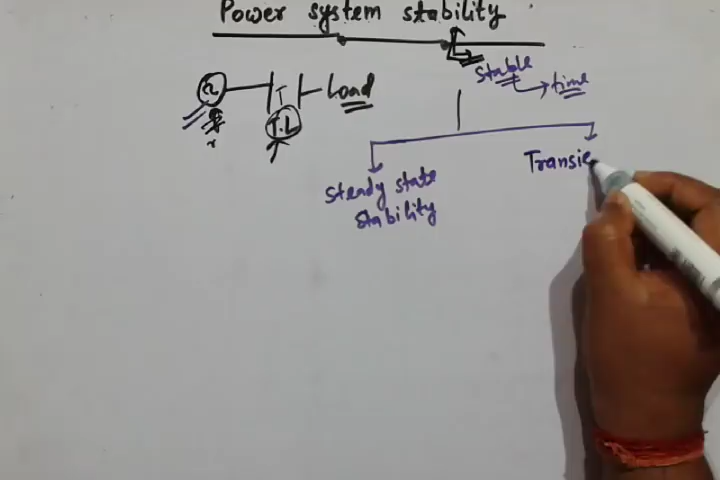 Power system stability
stable
time
Load
T.L
Steady state
stability
Transie